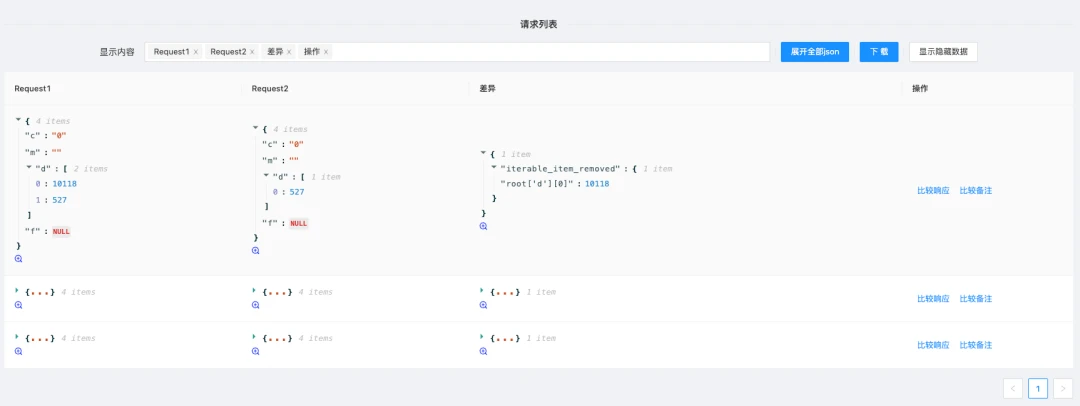 请求列表
显示内容 Request1 x Request2 x 差异 x 操作 x 展开全部json 下 载 显示隐藏数据
Request1 Request2 差异 操作
{ 4 items
"c" : "0"
"m" : ""
"d" : [ 2 items
0 : 10118
1 : 527
]
"f" : NULL
}
{ 4 items
"c" : "0"
"m" : ""
"d" : [ 1 item
0 : 527
]
"f" : NULL
}
{ 1 item
"iterable_item_removed" : { 1 item
"root['d'][0]" : 10118
}
}
比较响应 比较备注
{...} 4 items {...} 4 items {...} 1 item 比较响应 比较备注
{...} 4 items {...} 4 items {...} 1 item 比较响应 比较备注
< 1 >